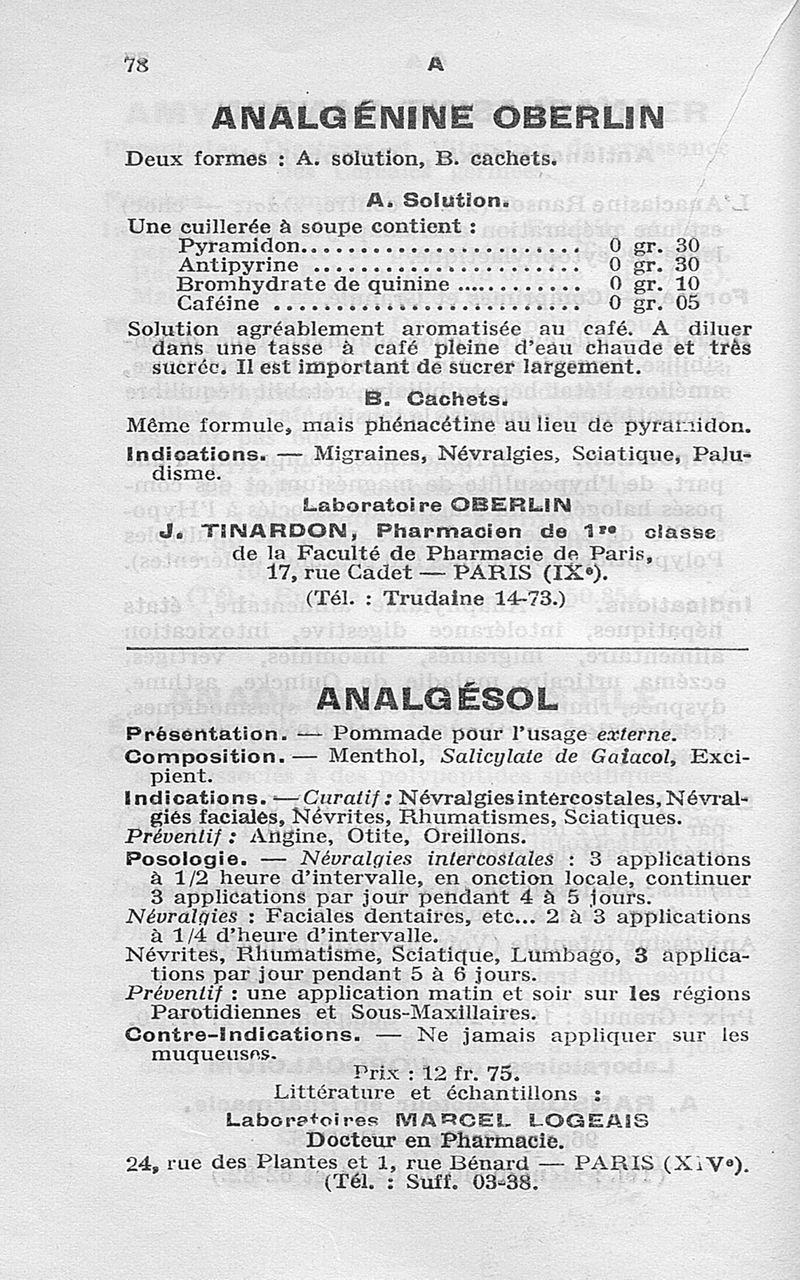 78
A
ANALGÉNINE OBERLIN
Deux formes : A. solution, B. cachets.
A. Solution.
Une cuillerée à soupe contient :
Pyramidon........................ 0 gr. 30
Antipyrine ....................... 0 gr. 30
Bromhydrate de quinine ........... 0 gr. 10
Caféine .......................... 0 gr. 05
Solution agréablement aromatisée au café. A diluer
dans une tasse à café pleine d'eau chaude et très
sucrée. Il est important de sucrer largement.
B. Cachets.
Même formule, mais phénacétine au lieu de pyramidon.
Indications. — Migraines, Névralgies, Sciatique, Palu-
disme.
Laboratoire OBERLIN
J. TINARDON, Pharmacien de 1re classe
de la Faculté de Pharmacie de Paris,
17, rue Cadet — PARIS (IXe).
(Tél. : Trudaine 14-73.)
ANALGÉSOL
Présentation. — Pommade pour l'usage externe.
Composition. — Menthol, Salicylate de Gaïacol, Exci-
pient.
Indications. — Curatif : Névralgies intercostales, Névral-
giés faciales, Névrites, Rhumatismes, Sciatiques.
Préventif : Angine, Otite, Oreillons.
Posologie. — Névralgies intercostales : 3 applications
à 1/2 heure d'intervalle, en onction locale, continuer
3 applications par jour pendant 4 à 5 jours.
Névralgies : Faciales dentaires, etc... 2 à 3 applications
à 1/4 d'heure d'intervalle.
Névrites, Rhumatisme, Sciatique, Lumbago, 3 applica-
tions par jour pendant 5 à 6 jours.
Préventif : une application matin et soir sur les régions
Parotidiennes et Sous-Maxillaires.
Contre-Indications. — Ne jamais appliquer sur les
muqueuses.
Prix : 12 fr. 75.
Littérature et échantillons :
Laboratoires MARCEL LOGEAIS
Docteur en Pharmacie.
24, rue des Plantes et 1, rue Bénard — PARIS (XIVe).
(Tél. : Suff. 03-38.)